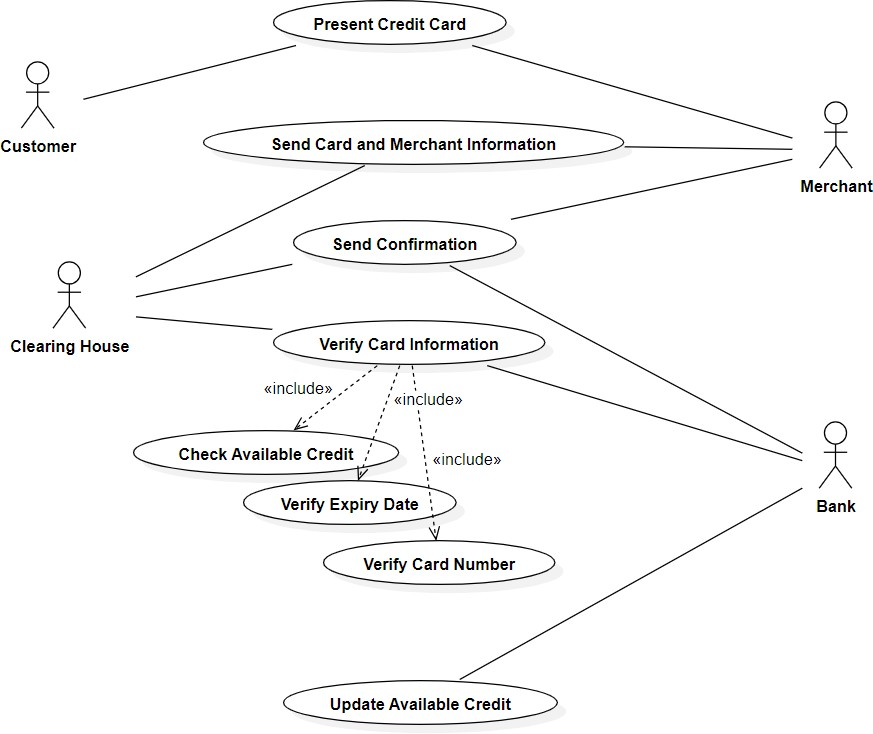 Present Credit Card
Customer
Send Card and Merchant Information
Merchant
Send Confirmation
Clearing House
Verify Card Information
«include»
«include»
Check Available Credit
«include»
Verify Expiry Date
Bank
Verify Card Number
Update Available Credit